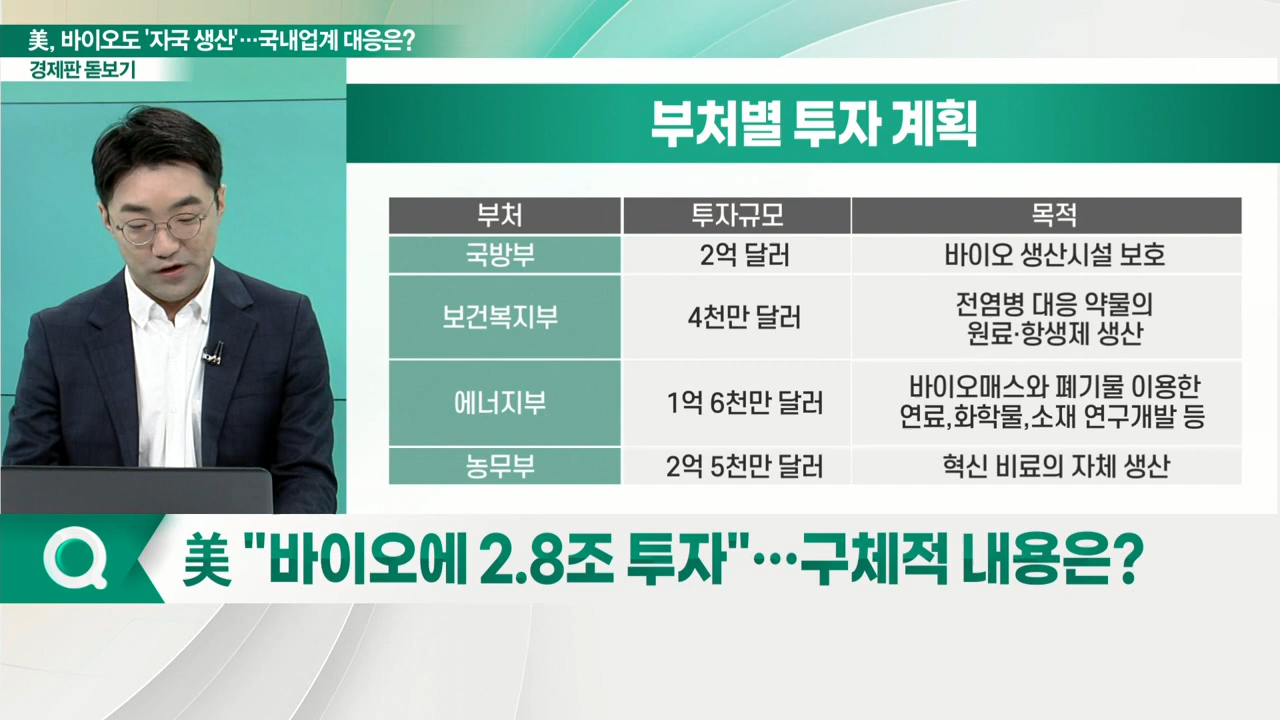 美, 바이오도 '자국 생산'…국내업계 대응은?
경제판 돋보기
부처별 투자 계획
부처 투자규모 목적
국방부 2억 달러 바이오 생산시설 보호
보건복지부 4천만 달러 전염병 대응 약물의
원료·항생제 생산
에너지부 1억 6천만 달러 바이오매스와 폐기물 이용한
연료,화학물,소재 연구개발 등
농무부 2억 5천만 달러 혁신 비료의 자체 생산
美 "바이오에 2.8조 투자"…구체적 내용은?